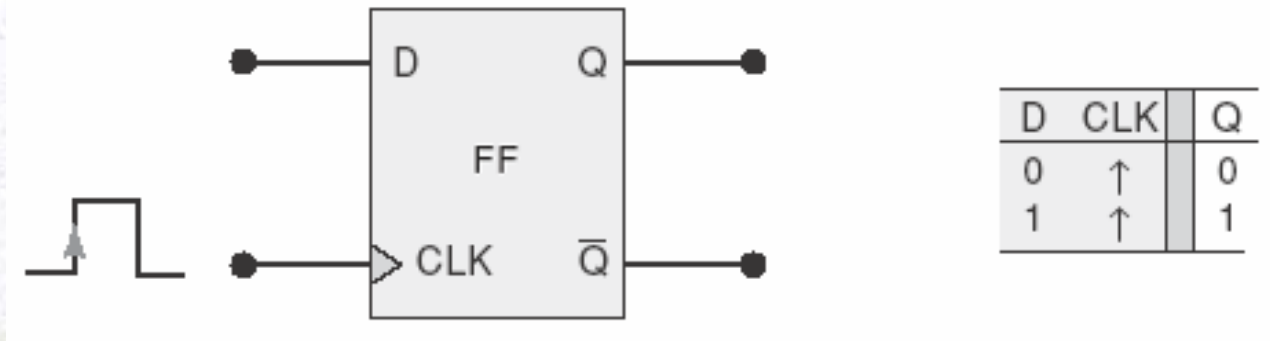 D Q
FF
CLK Q̅
D CLK Q
0 ↑ 0
1 ↑ 1